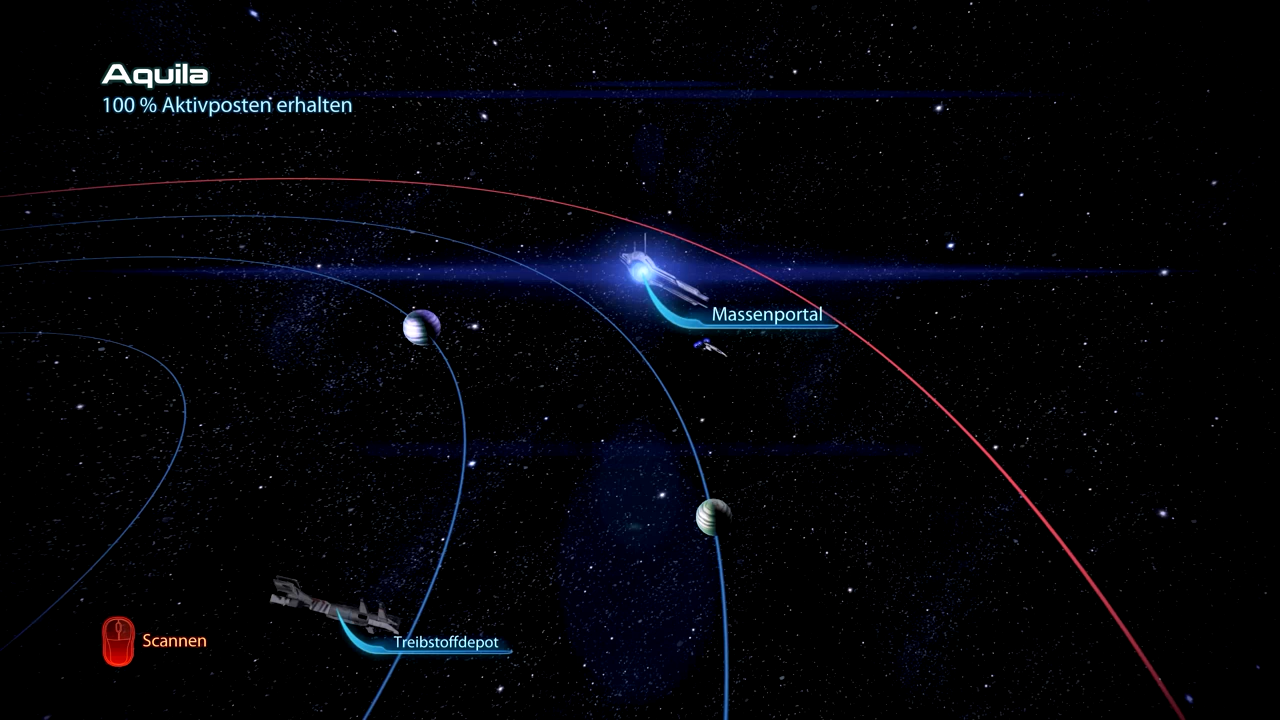 Aquila
100 % Aktivposten erhalten
Massenportal
Scannen
Treibstoffdepot